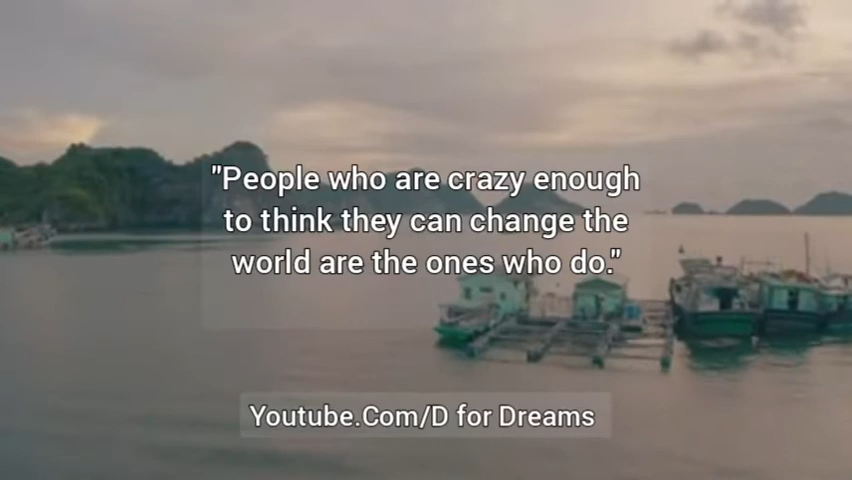 "People who are crazy enough
to think they can change the
world are the ones who do."
Youtube.Com/D for Dreams